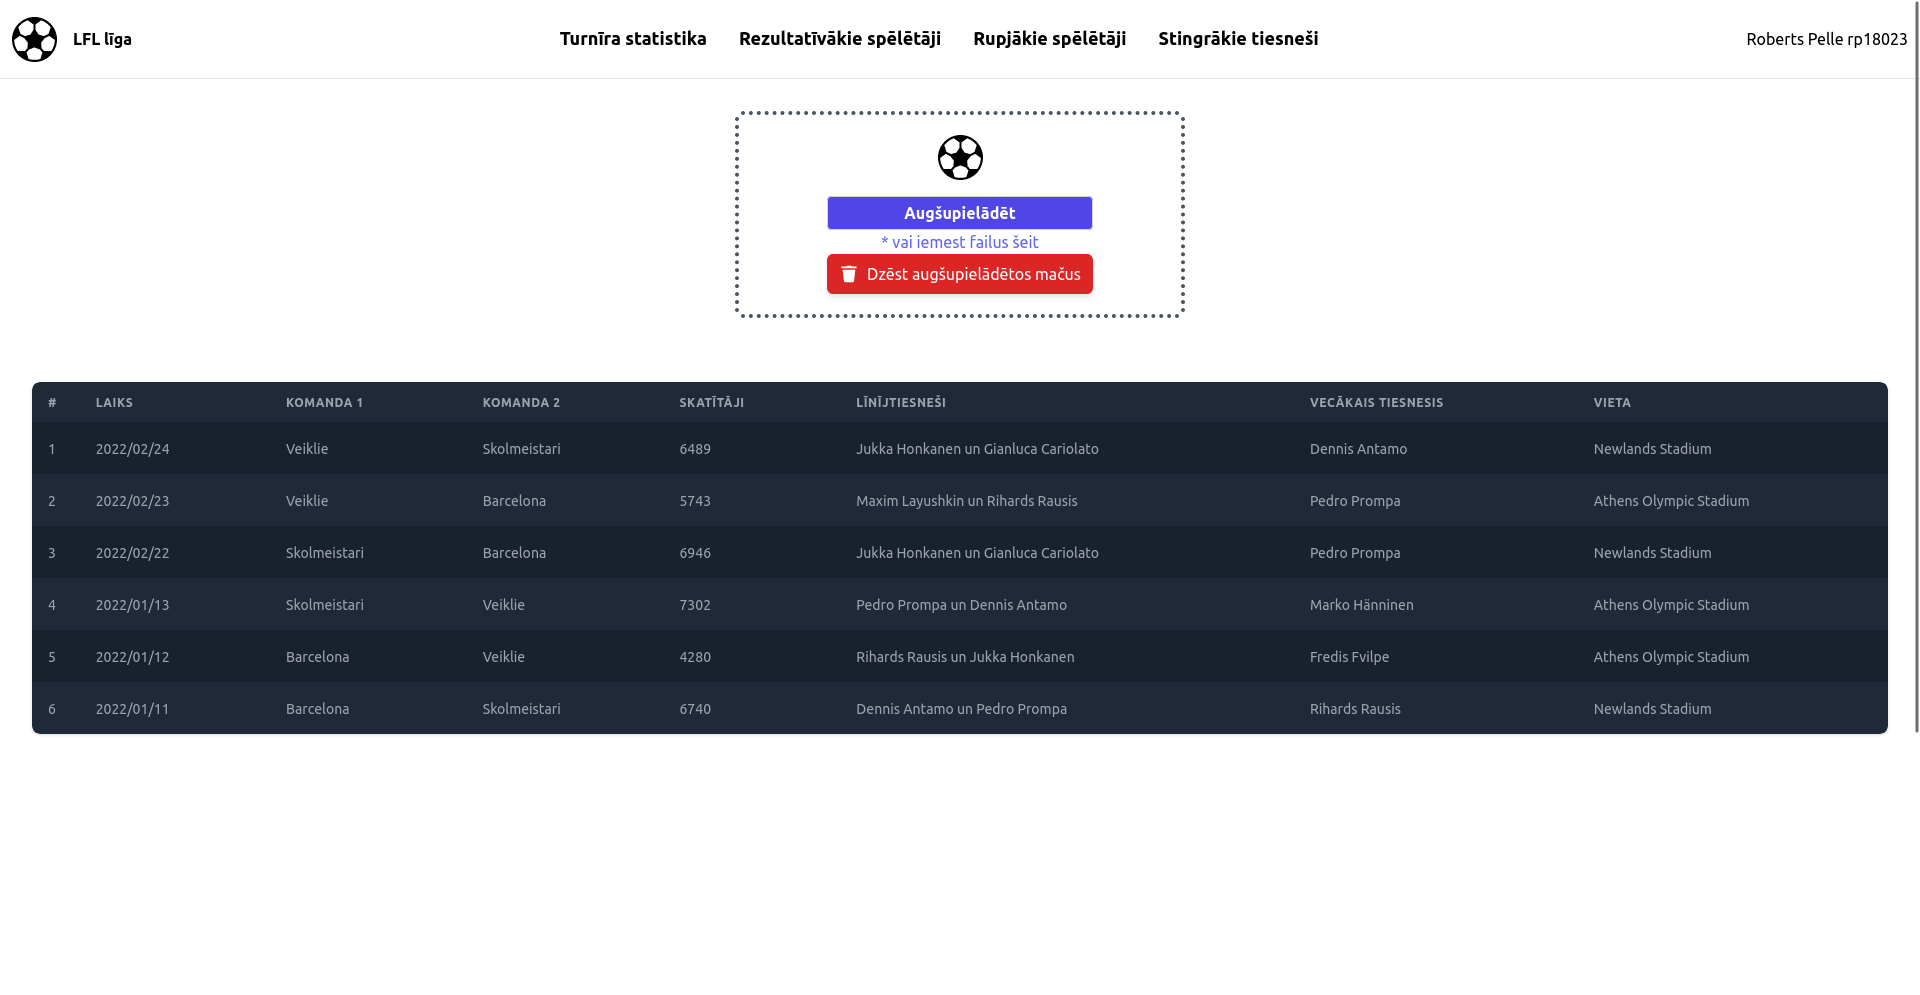 LFL līga
Turnīra statistika Rezultatīvākie spēlētāji Rupjākie spēlētāji Stingrākie tiesneši
Roberts Pelle rp18023
Augšupielādēt
* vai iemest failus šeit
Dzēst augšupielādētos mačus
# LAIKS KOMANDA 1 KOMANDA 2 SKATĪTĀJI LĪNĪJTIESNEŠI VECĀKAIS TIESNESIS VIETA
1 2022/02/24 Veiklie Skolmeistari 6489 Jukka Honkanen un Gianluca Cariolato Dennis Antamo Newlands Stadium
2 2022/02/23 Veiklie Barcelona 5743 Maxim Layushkin un Rihards Rausis Pedro Prompa Athens Olympic Stadium
3 2022/02/22 Skolmeistari Barcelona 6946 Jukka Honkanen un Gianluca Cariolato Pedro Prompa Newlands Stadium
4 2022/01/13 Skolmeistari Veiklie 7302 Pedro Prompa un Dennis Antamo Marko Hänninen Athens Olympic Stadium
5 2022/01/12 Barcelona Veiklie 4280 Rihards Rausis un Jukka Honkanen Fredis Fvilpe Athens Olympic Stadium
6 2022/01/11 Barcelona Skolmeistari 6740 Dennis Antamo un Pedro Prompa Rihards Rausis Newlands Stadium